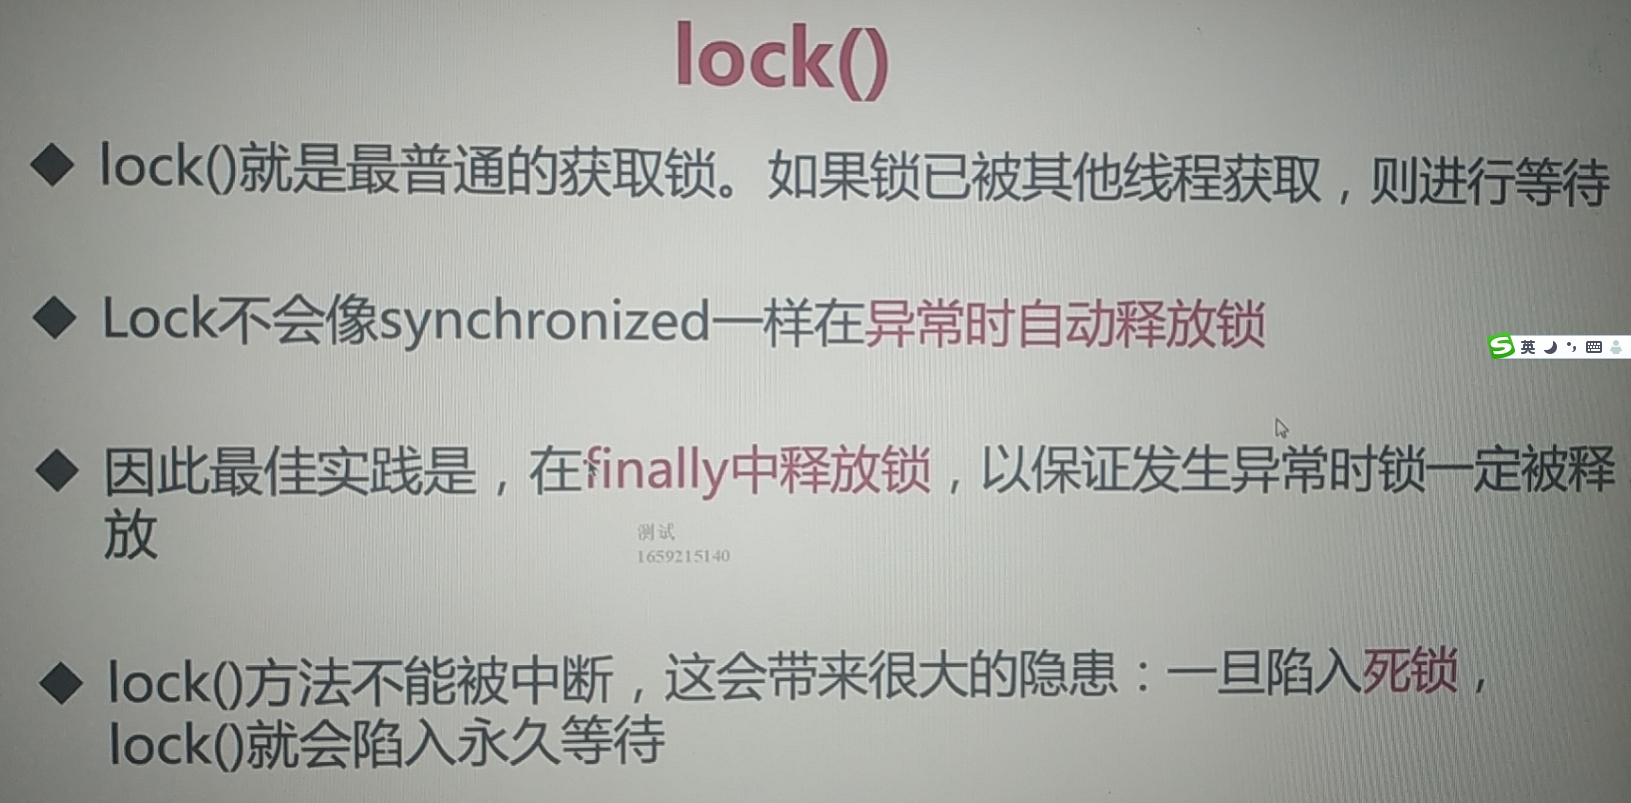 lock()
◆ lock()就是最普通的获取锁。如果锁已被其他线程获取，则进行等待
◆ Lock不会像synchronized一样在异常时自动释放锁
英
◆ 因此最佳实践是，在finally中释放锁，以保证发生异常时锁一定被释
放
测试
1659215140
◆ lock()方法不能被中断，这会带来很大的隐患：一旦陷入死锁，
lock()就会陷入永久等待